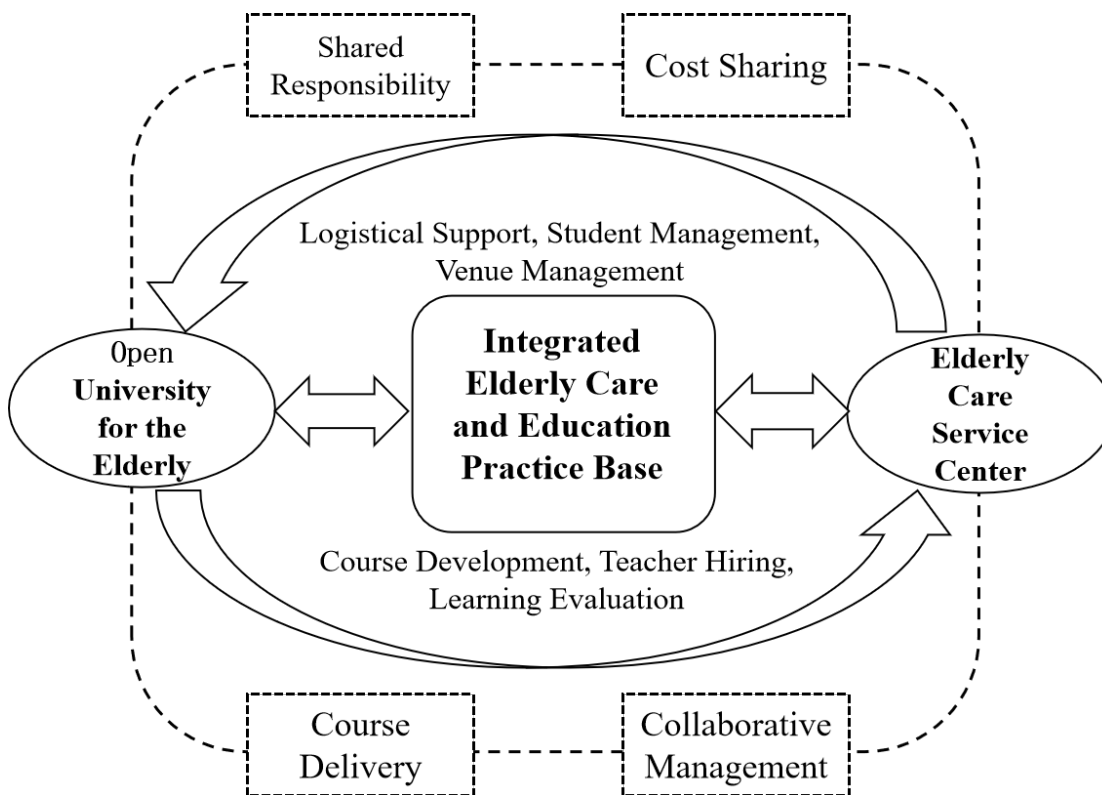 Shared
Responsibility
Cost Sharing
Logistical Support, Student Management,
Venue Management
Open
University
for the
Elderly
Integrated
Elderly Care
and Education
Practice Base
Elderly
Care
Service
Center
Course Development, Teacher Hiring,
Learning Evaluation
Course
Delivery
Collaborative
Management